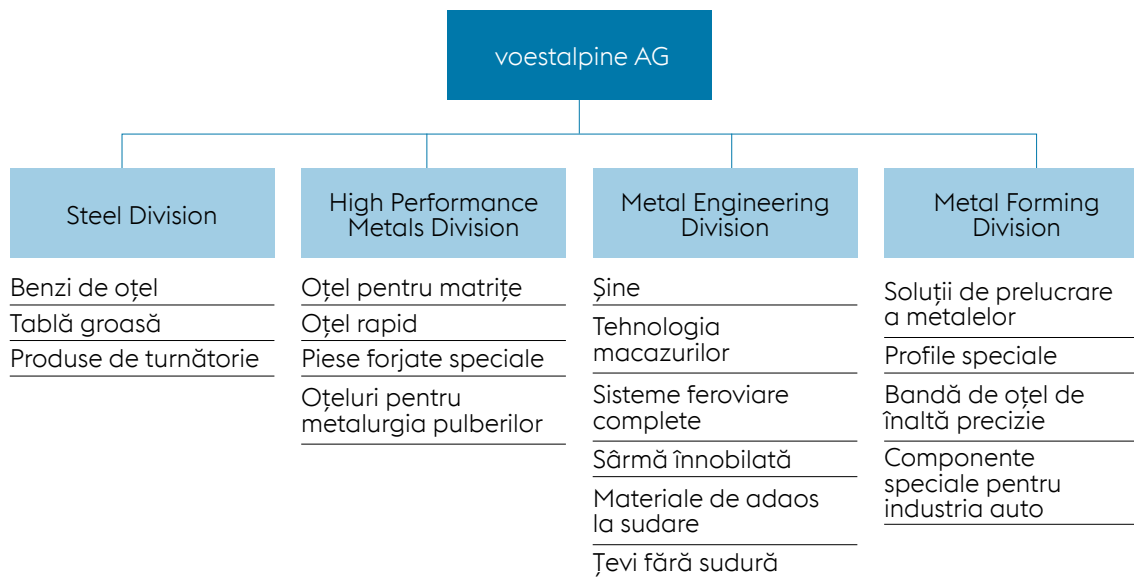 voestalpine AG
Steel Division
Benzi de oțel
Tablă groasă
Produse de turnătorie
High Performance
Metals Division
Oțel pentru matrițe
Oțel rapid
Piese forjate speciale
Oțeluri pentru
metalurgia pulberilor
Metal Engineering
Division
Șine
Tehnologia
macazurilor
Sisteme feroviare
complete
Sârmă înnobilată
Materiale de adaos
la sudare
Țevi fără sudură
Metal Forming
Division
Soluții de prelucrare
a metalelor
Profile speciale
Bandă de oțel de
înaltă precizie
Componente
speciale pentru
industria auto